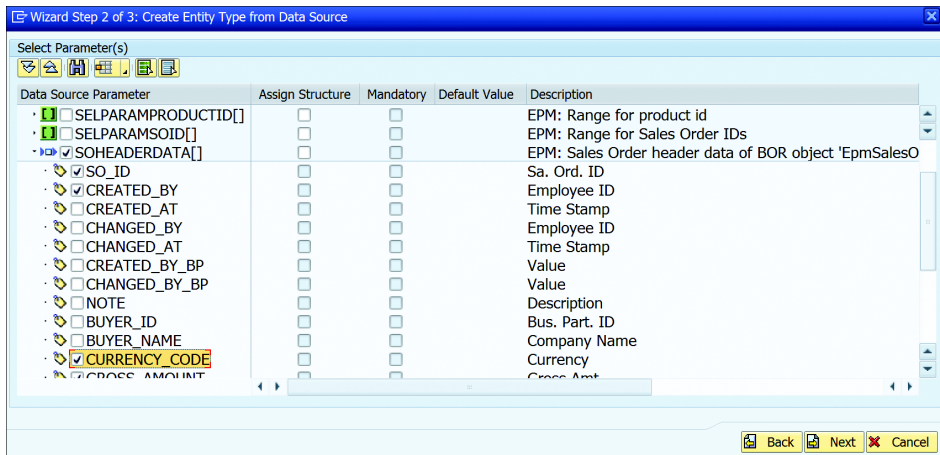 Wizard Step 2 of 3: Create Entity Type from Data Source
Select Parameter(s)
Data Source Parameter Assign Structure Mandatory Default Value Description
SELPARAMPRODUCTID[] EPM: Range for product id
SELPARAMSOID[] EPM: Range for Sales Order IDs
SOHEADERDATA[] EPM: Sales Order header data of BOR object 'EpmSalesO
SO_ID Sa. Ord. ID
CREATED_BY Employee ID
CREATED_AT Time Stamp
CHANGED_BY Employee ID
CHANGED_AT Time Stamp
CREATED_BY_BP Value
CHANGED_BY_BP Value
NOTE Description
BUYER_ID Bus. Part. ID
BUYER_NAME Company Name
CURRENCY_CODE Currency
GROSS_AMOUNT Gross Amt
Back Next Cancel